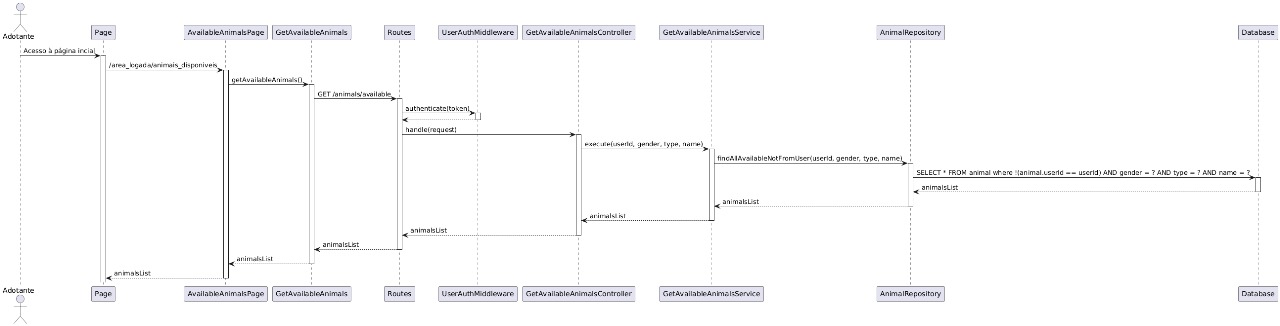 Adotante
Page
AvailableAnimalsPage
GetAvailableAnimals
Routes
UserAuthMiddleware
GetAvailableAnimalsController
GetAvailableAnimalsService
AnimalRepository
Database
Acesso à página incial
/area_logada/animais_disponiveis
getAvailableAnimals()
GET /animals/available
authenticate(token)
handle(request)
execute(userId, gender, type, name)
findAllAvailableNotFromUser(userId, gender, type, name)
SELECT * FROM animal where !(animal.userId == userId) AND gender = ? AND type = ? AND name = ?
animalsList
animalsList
animalsList
animalsList
animalsList
animalsList
animalsList
Page
AvailableAnimalsPage
GetAvailableAnimals
Routes
UserAuthMiddleware
GetAvailableAnimalsController
GetAvailableAnimalsService
AnimalRepository
Database
Adotante